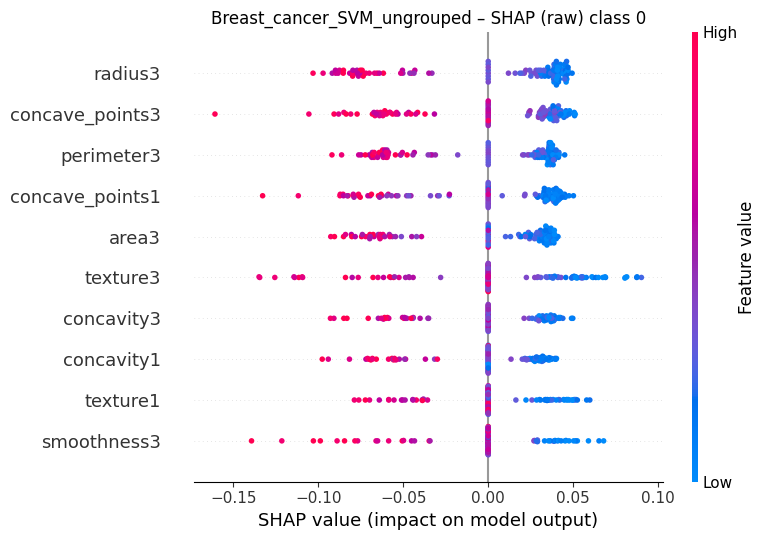 Breast_cancer_SVM_ungrouped – SHAP (raw) class 0
High
radius3
concave_points3
perimeter3
concave_points1
area3
texture3
concavity3
concavity1
texture1
smoothness3
Feature value
Low
−0.15 −0.10 −0.05 0.00 0.05 0.10
SHAP value (impact on model output)